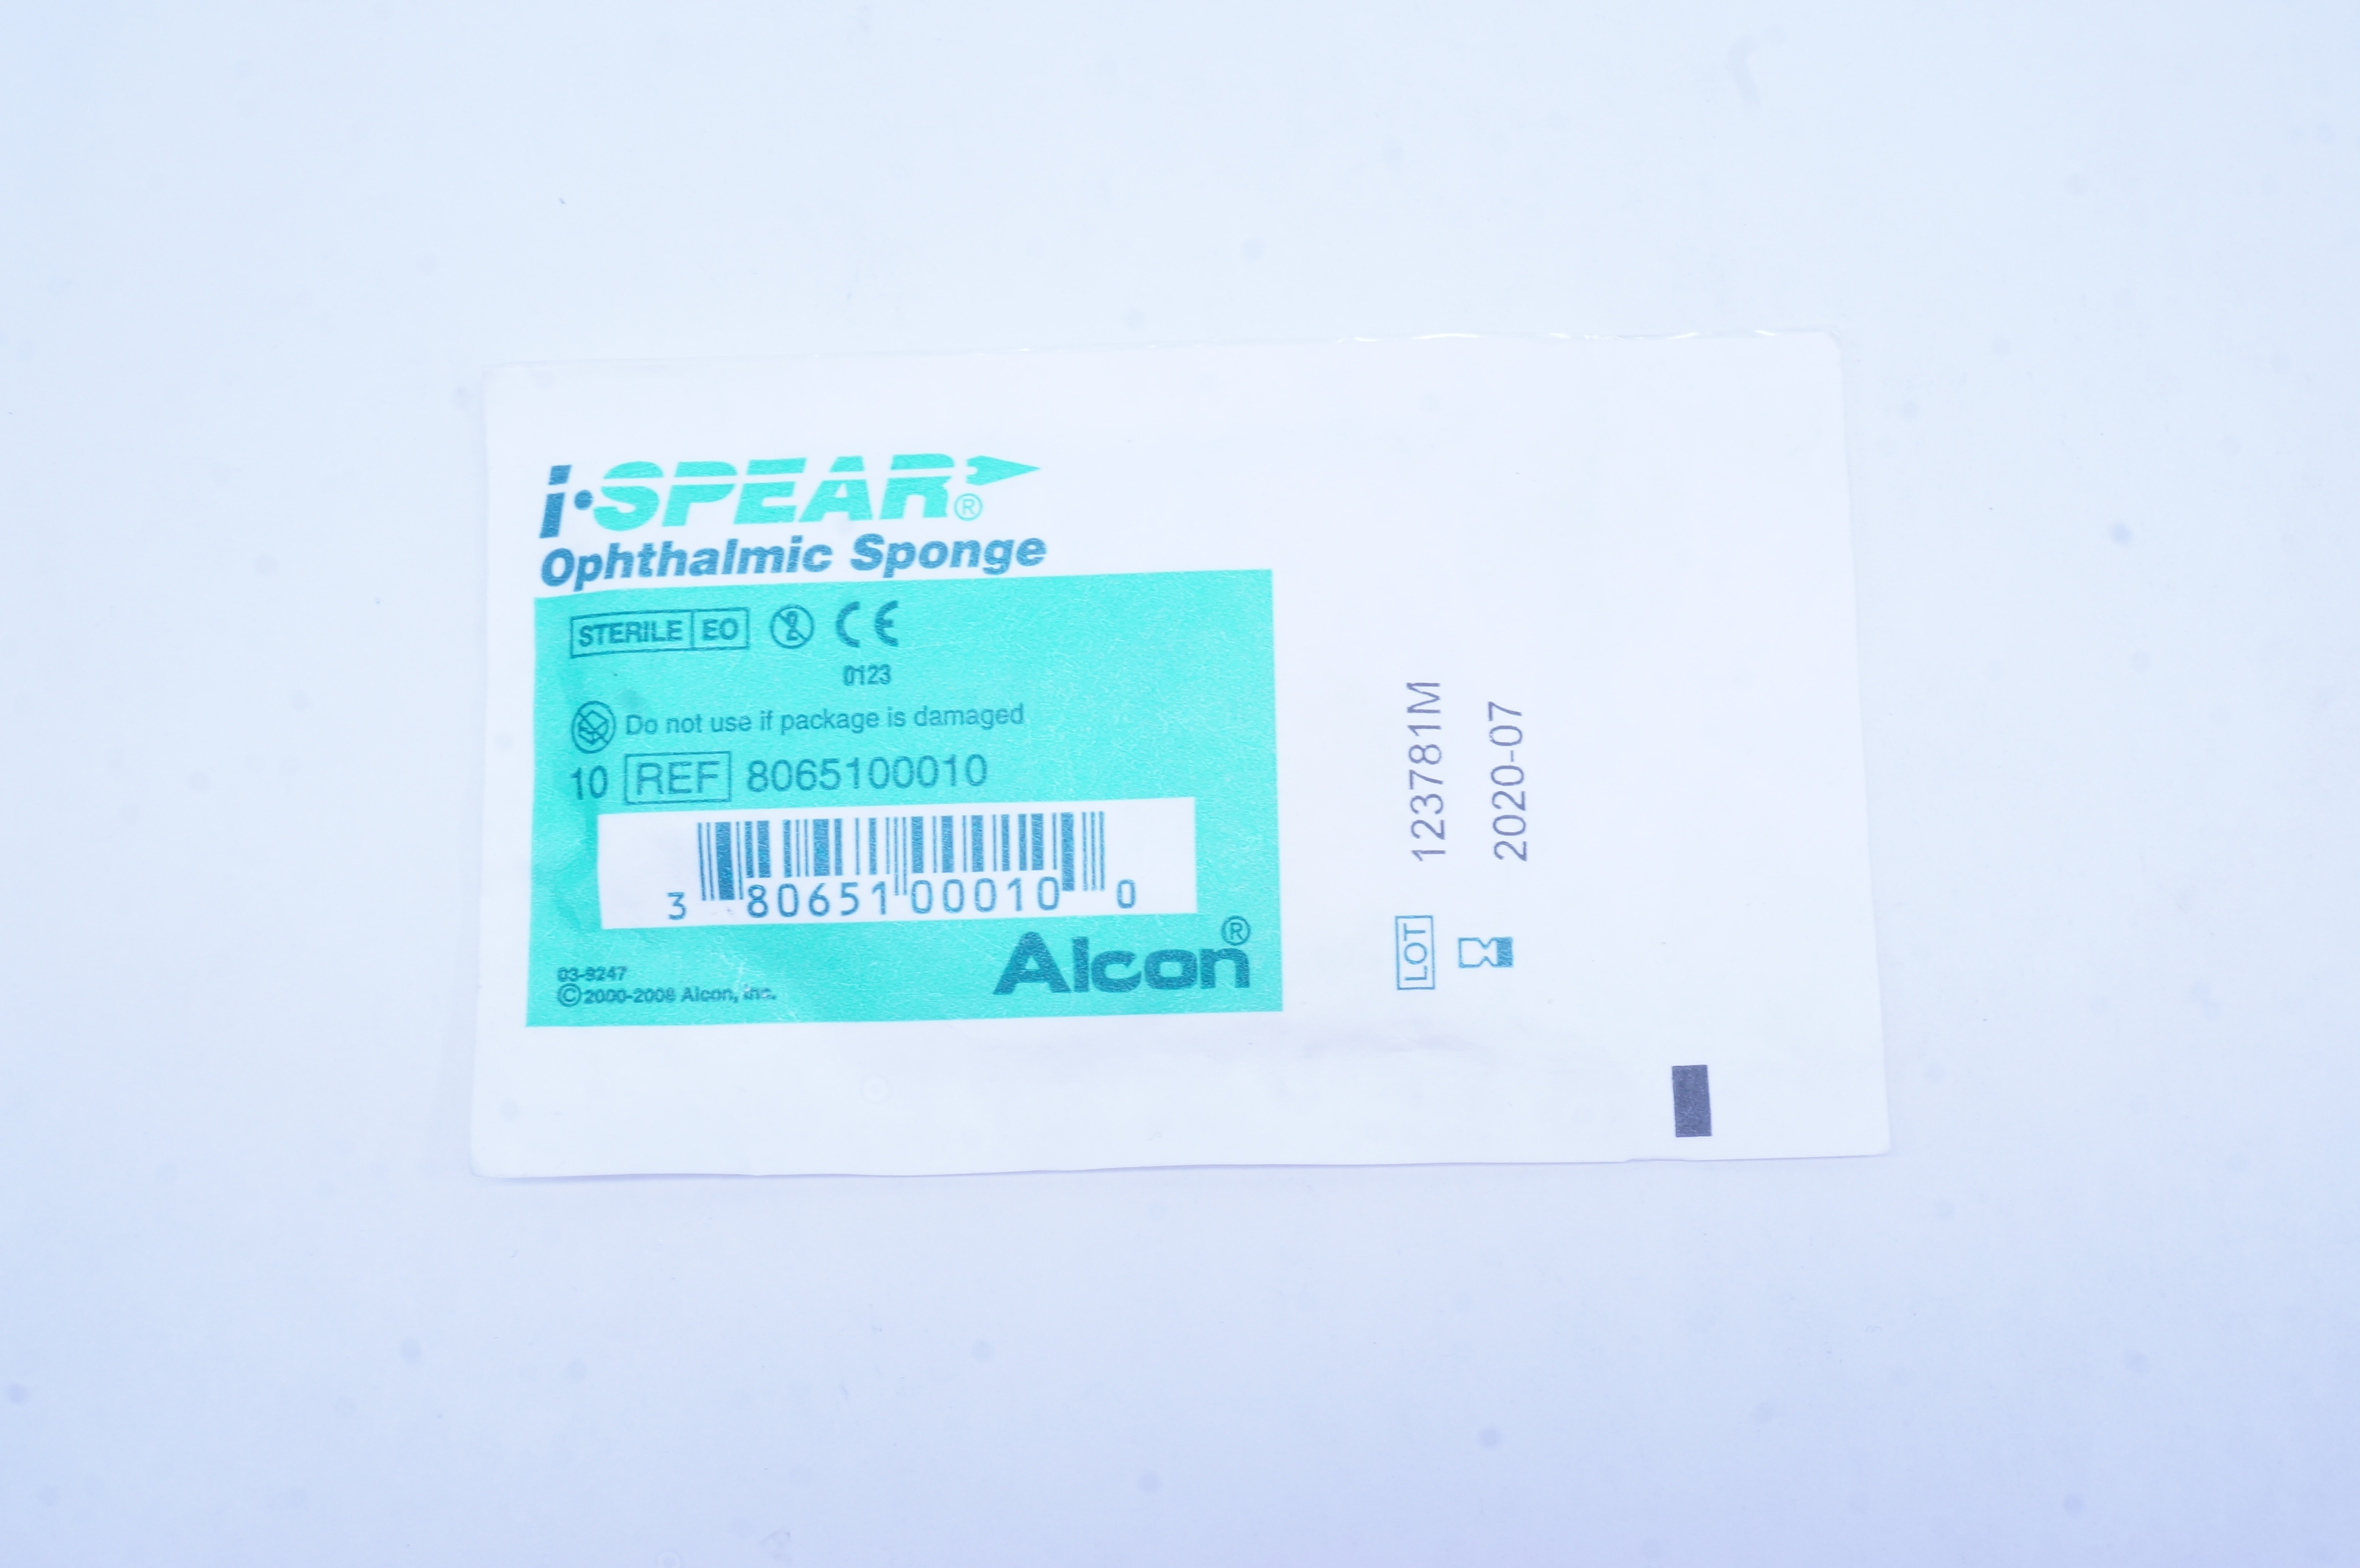 i·SPEAR®
Ophthalmic Sponge
STERILE EO 2 CE
0123
Do not use if package is damaged
10 REF 8065100010
3 80651 00010 0
Alcon®
03-9247
©2000-2008 Alcon, Inc.
LOT 123781M
2020-07